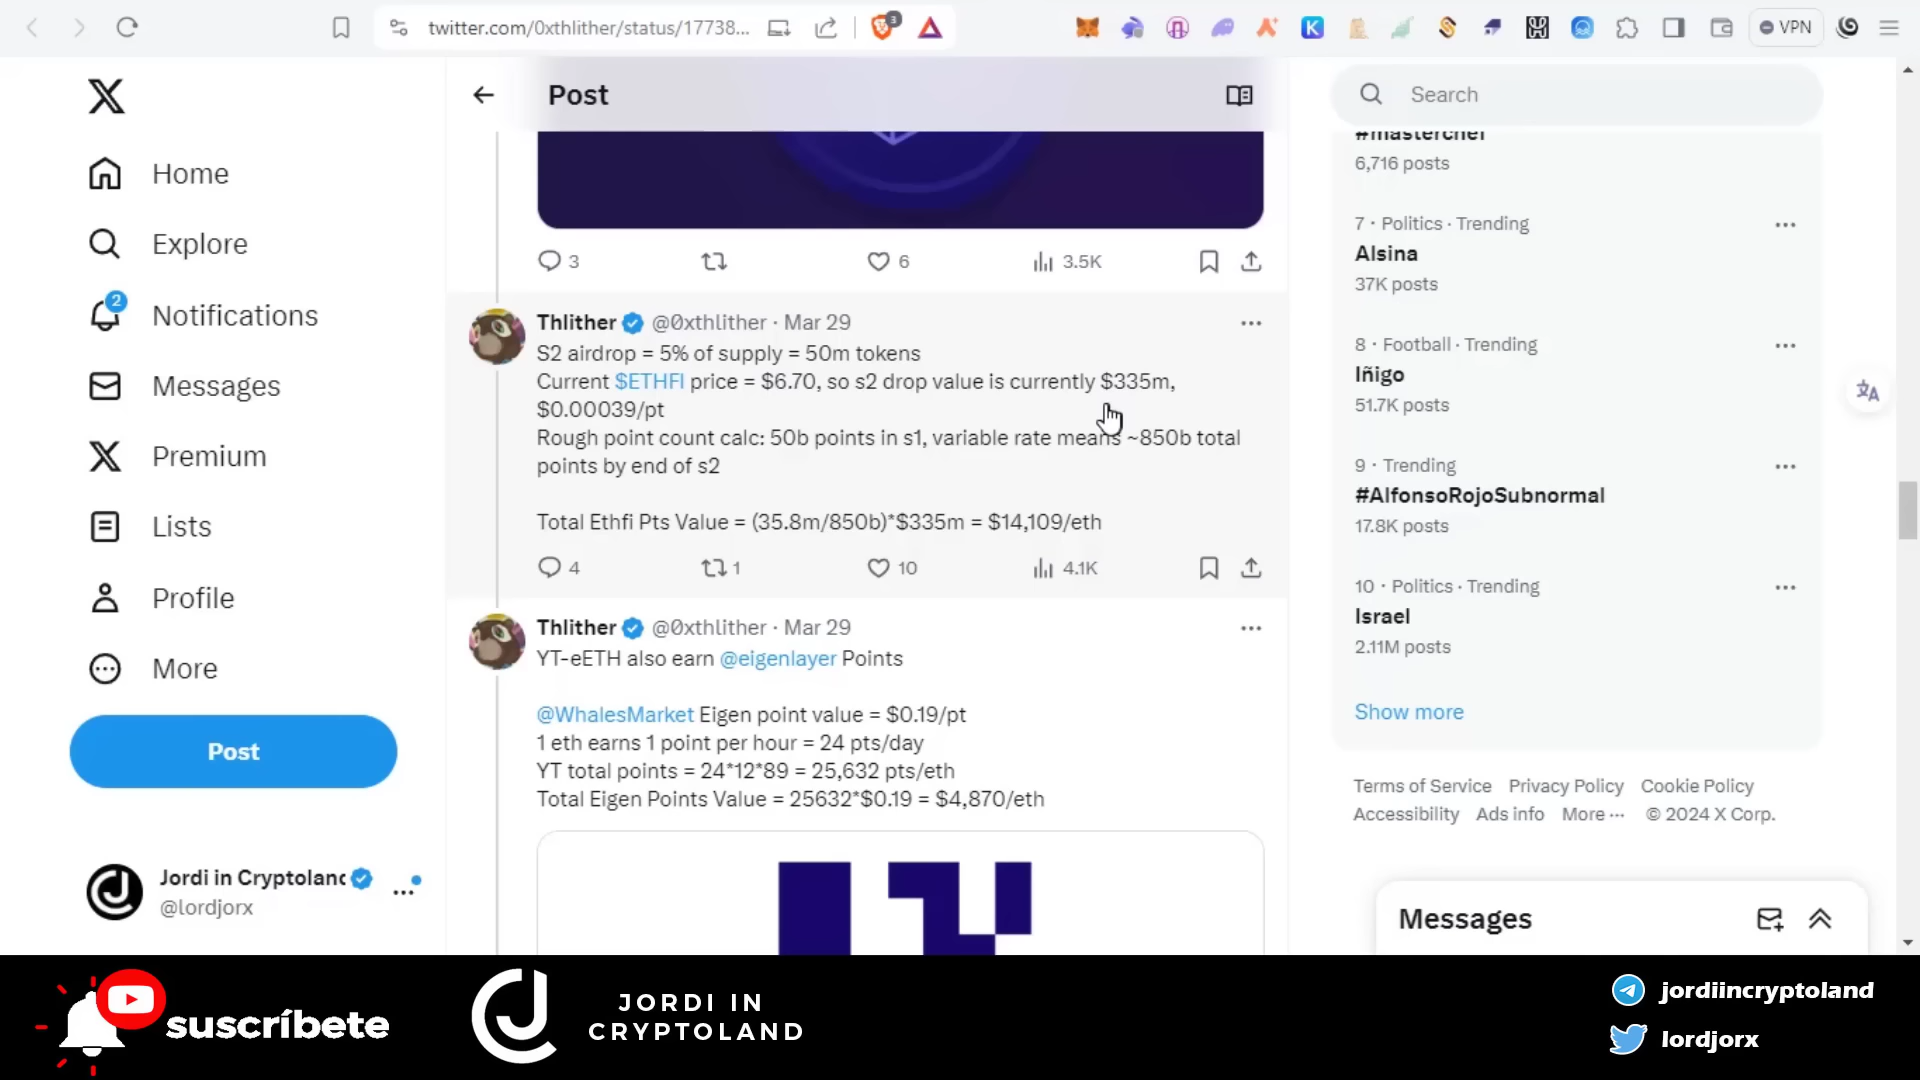 twitter.com/0xthlither/status/17738...
3
VPN
Home
Explore
2
Notifications
Messages
Premium
Lists
Profile
More
Post
Jordi in Cryptoland
@lordjorx
Post
3
6
3.5K
Thlither @0xthlither · Mar 29
S2 airdrop = 5% of supply = 50m tokens
Current $ETHFI price = $6.70, so s2 drop value is currently $335m,
$0.00039/pt
Rough point count calc: 50b points in s1, variable rate means ~850b total
points by end of s2
Total Ethfi Pts Value = (35.8m/850b)*$335m = $14,109/eth
4
1
10
4.1K
Thlither @0xthlither · Mar 29
YT-eETH also earn @eigenlayer Points
@WhalesMarket Eigen point value = $0.19/pt
1 eth earns 1 point per hour = 24 pts/day
YT total points = 24*12*89 = 25,632 pts/eth
Total Eigen Points Value = 25632*$0.19 = $4,870/eth
Search
#masterchef
6,716 posts
7 · Politics · Trending
Alsina
37K posts
8 · Football · Trending
Iñigo
51.7K posts
9 · Trending
#AlfonsoRojoSubnormal
17.8K posts
10 · Politics · Trending
Israel
2.11M posts
Show more
Terms of Service Privacy Policy Cookie Policy
Accessibility Ads info More ··· © 2024 X Corp.
Messages
suscríbete
JORDI IN
CRYPTOLAND
jordiincryptoland
lordjorx